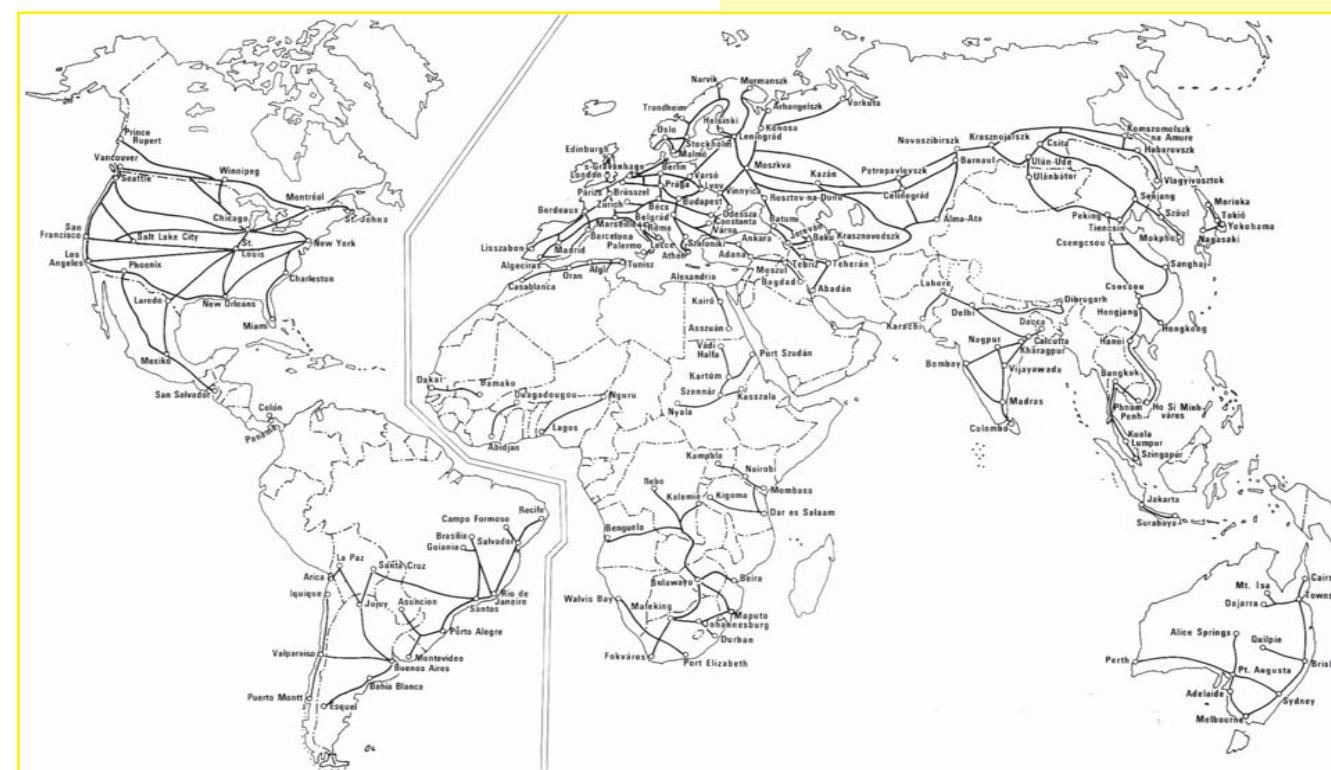 Prince
Rupert
Vancouver
Seattle
Winnipeg
Montréal
St. Johns
Chicago
San
Francisco
Salt Lake City
St.
Louis
New York
Los
Angeles
Phoenix
Charleston
Laredo
New Orleans
Miami
Mexikó
San Salvador
Colón
Panama
Recife
Campo Formoso
Brasilia
Goiania
Salvador
La Paz
Santa Cruz
Arica
Iquique
Jujuy
Asuncion
Santos
Rio de
Janeiro
Pôrto Alegre
Valparaiso
Montevideo
Buenos Aires
Bahia Blanca
Puerto Montt
Esquel
Narvik
Murmanszk
Trondheim
Arhangelszk
Vorkuta
Helsinki
Konosa
Oslo
Leningrád
Stockholm
Edinburgh
Malmö
's-Gravenhage
Berlin
London
Varsó
Moszkva
Kazán
Petropavlovszk
Novoszibirszk
Krasznojarszk
Csita
Komszomolszk
na Amure
Habarovszk
Barnaul
Ulán-Ude
Ulánbátor
Vlagyivosztok
Párizs
Brüsszel
Prága
Lvov
Vinnyica
Rosztov-na-Donu
Celinográd
Alma-Ata
Zürich
Bécs
Budapest
Bordeaux
Belgrád
Odessza
Constanta
Batumi
Marseille
Róma
Várna
Jereván
Baku
Krasznovodszk
Barcelona
Lisszabon
Madrid
Palermo
Lecce
Szaloniki
Ankara
Algeciras
Athén
Adana
Tebriz
Teherán
Oran
Algír
Tunisz
Moszul
Casablanca
Alexandria
Bagdad
Abadán
Kairó
Asszuán
Vádi
Halfa
Port Szudán
Kartúm
Szennár
Kasszala
Nyala
Dakar
Bamako
Ouagadougou
Nguru
Lagos
Abidjan
Kampala
Nairobi
Ilebo
Kalemie
Kigoma
Mombasa
Dar es Salaam
Benguela
Bulawayo
Beira
Walvis Bay
Mafeking
Maputo
Johannesburg
Durban
Fokváros
Port Elizabeth
Senjang
Peking
Tiencsin
Szöul
Mokpho
Morioka
Tokió
Yokohama
Nagasaki
Csengcsou
Sanghaj
Csucsou
Hengjang
Hongkong
Hanoi
Lahore
Delhi
Dibrugarh
Karachi
Dacca
Nagpur
Calcutta
Kharagpur
Bombay
Vijayawada
Madras
Colombo
Bangkok
Phnom
Penh
Ho Si Minh-
város
Kuala
Lumpur
Szingapúr
Jakarta
Surabaya
Cairn
Mt. Isa
Towns
Dajarra
Alice Springs
Quilpie
Perth
Pt. Augusta
Brisb
Adelaide
Sydney
Melbourne